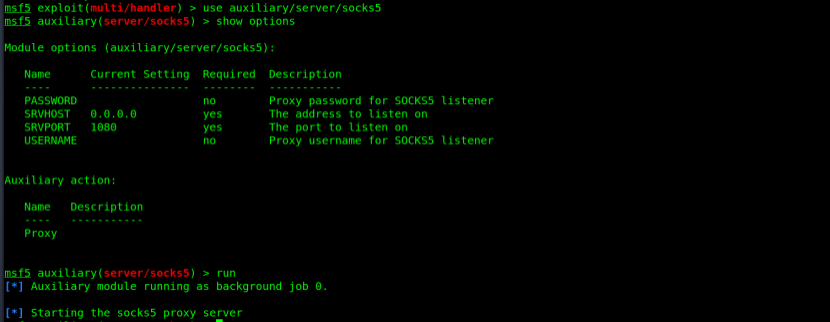 msf5 exploit(multi/handler) > use auxiliary/server/socks5
msf5 auxiliary(server/socks5) > show options
Module options (auxiliary/server/socks5):
Name Current Setting Required Description
---- --------------- -------- -----------
PASSWORD no Proxy password for SOCKS5 listener
SRVHOST 0.0.0.0 yes The address to listen on
SRVPORT 1080 yes The port to listen on
USERNAME no Proxy username for SOCKS5 listener
Auxiliary action:
Name Description
---- -----------
Proxy
msf5 auxiliary(server/socks5) > run
[*] Auxiliary module running as background job 0.
[*] Starting the socks5 proxy server